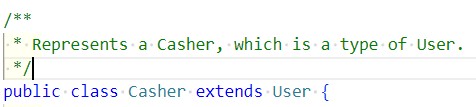 /**
 * Represents a Casher, which is a type of User.
 */
public class Casher extends User {